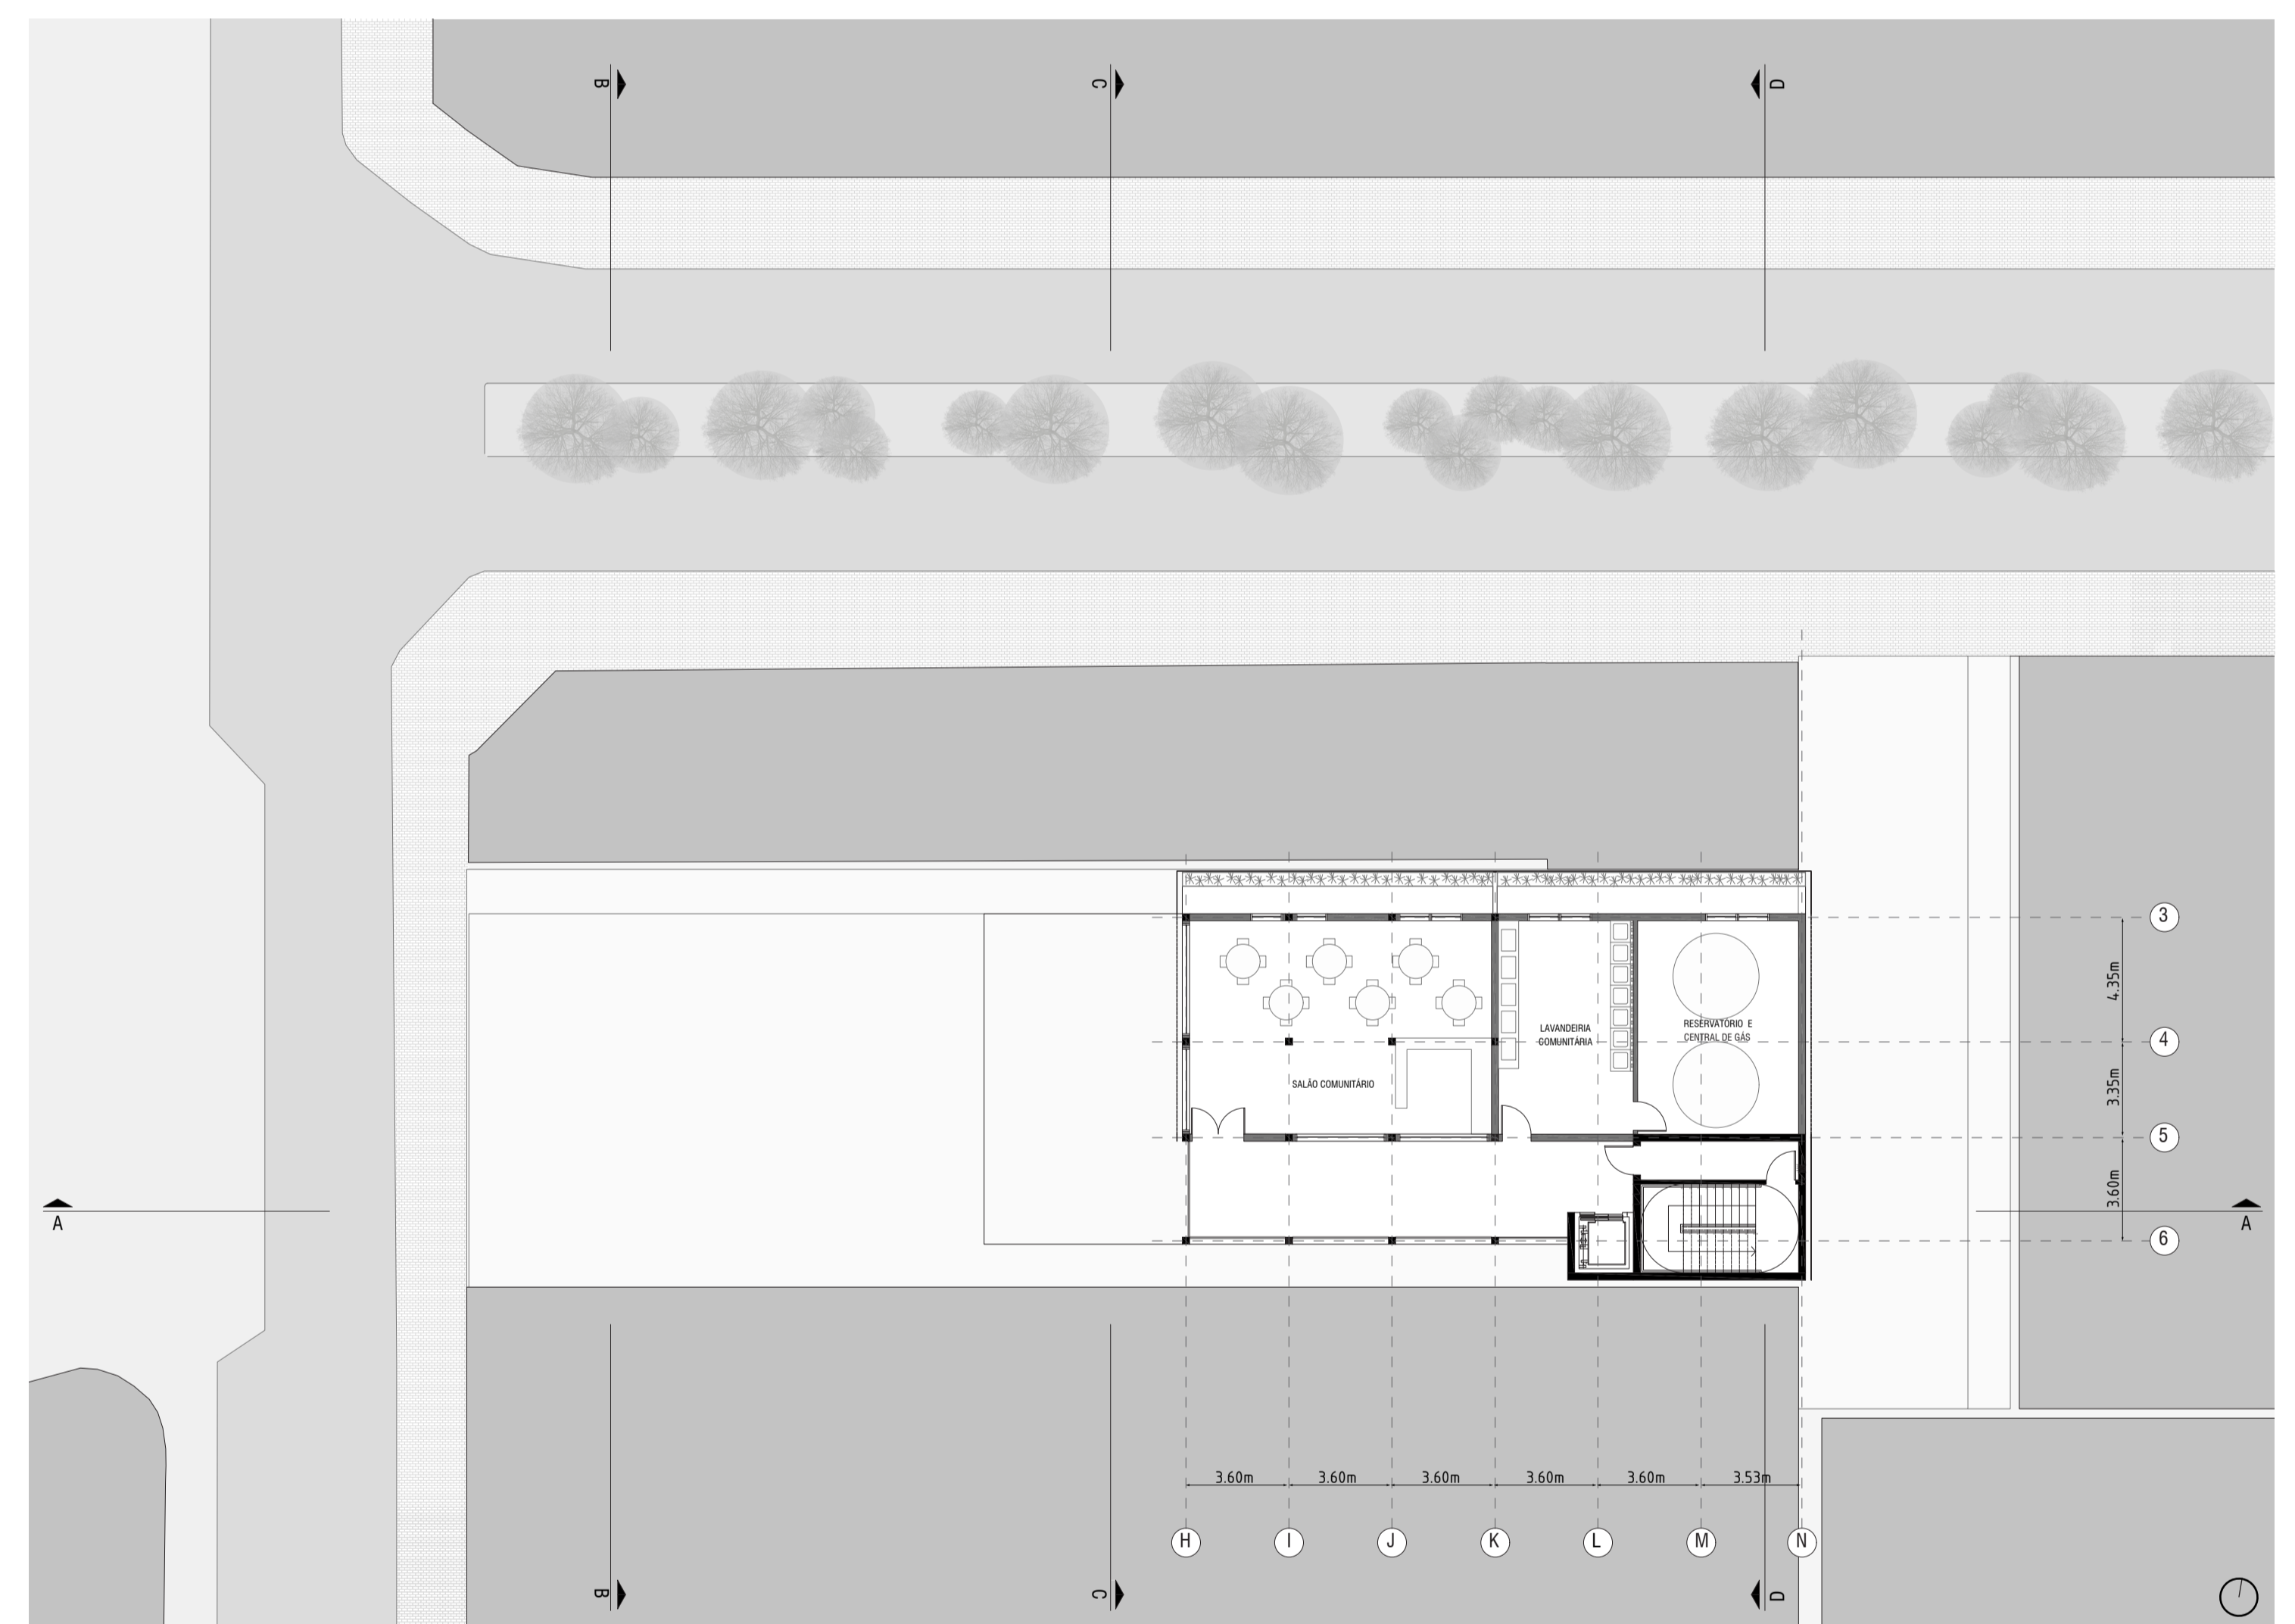 B
C
D
3
4.35m
LAVANDEIRIA
COMUNITÁRIA
RESERVATÓRIO E
CENTRAL DE GÁS
4
SALÃO COMUNITÁRIO
3.35m
5
3.60m
A
A
6
3.60m
3.60m
3.60m
3.60m
3.60m
3.53m
H
I
J
K
L
M
N
B
C
D